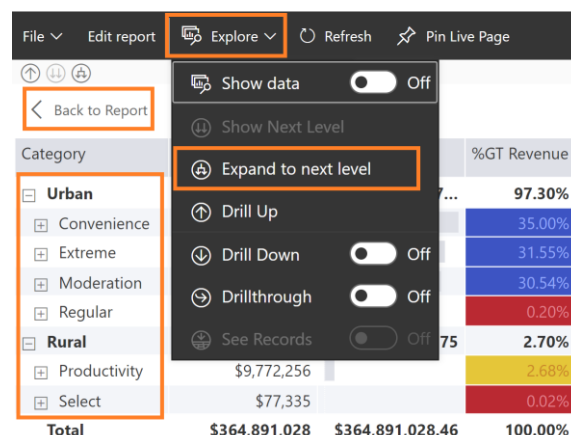 File Edit report Explore Refresh Pin Live Page
Show data Off
Back to Report
Show Next Level
Category %GT Revenue
Expand to next level
Urban 7... 97.30%
Drill Up
Convenience 35.00%
Extreme Drill Down Off 31.55%
Moderation 30.54%
Drillthrough Off
Regular 0.20%
Rural See Records Off 75 2.70%
Productivity $9,772,256 2.68%
Select $77,335 0.02%
Total $364,891,028 $364,891,028.46 100.00%